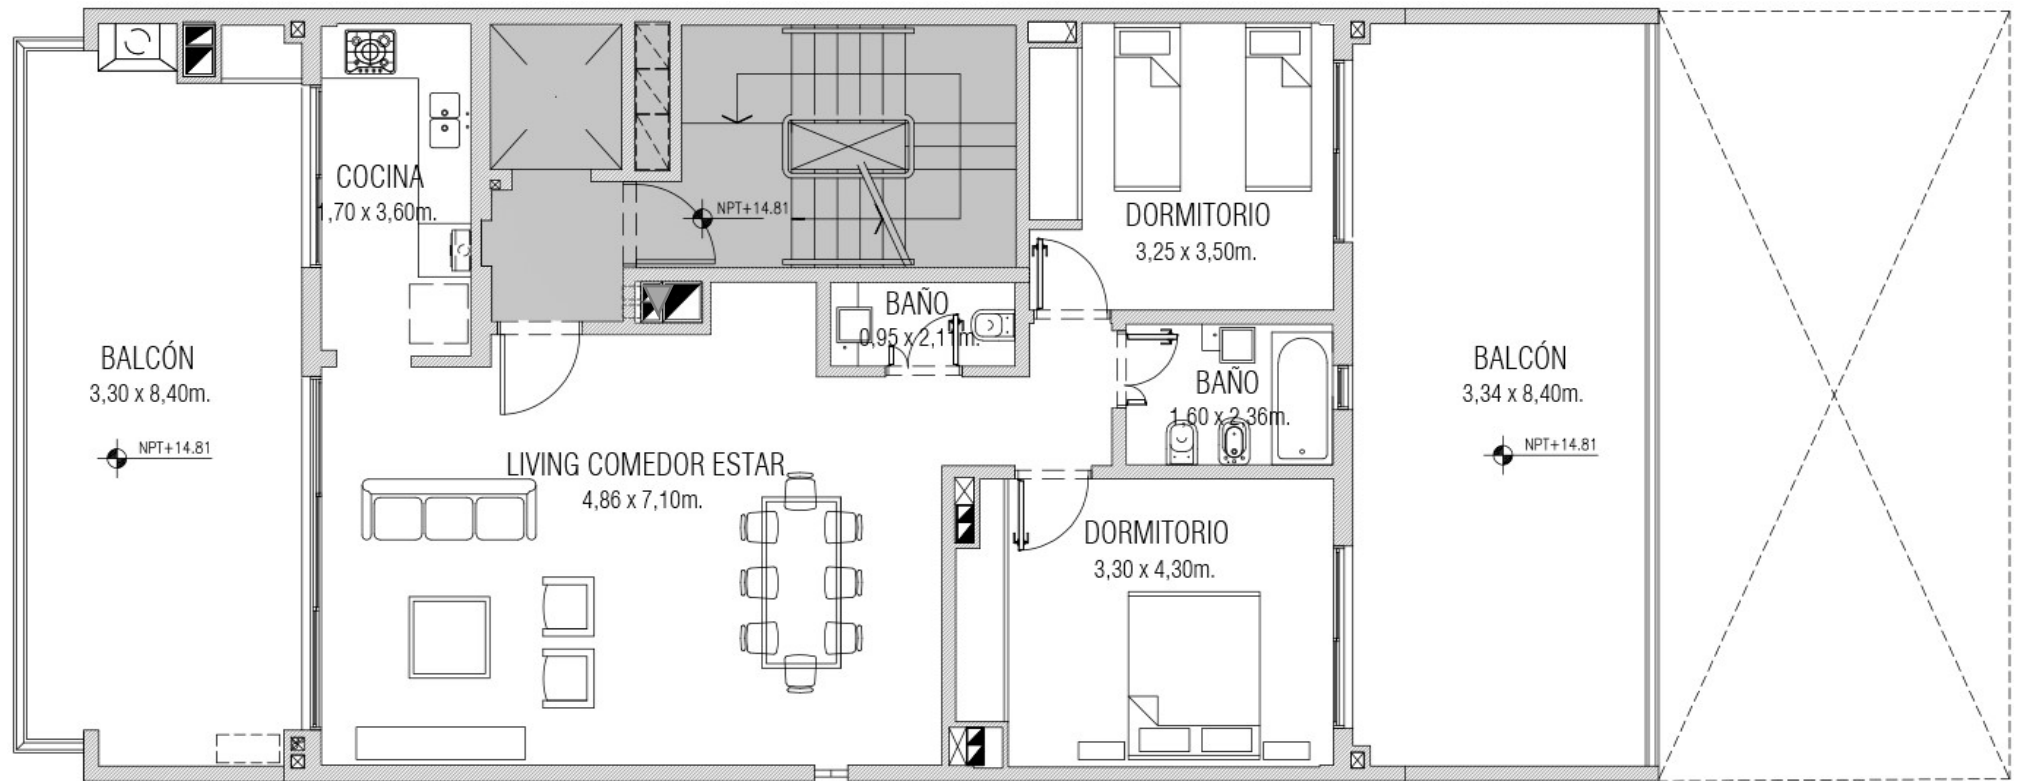 COCINA
1,70 x 3,60m.
NPT+14.81
DORMITORIO
3,25 x 3,50m.
BAÑO
0,95 x 2,11m.
BALCÓN
3,30 x 8,40m.
NPT+14.81
BAÑO
1,60 x 2,36m.
BALCÓN
3,34 x 8,40m.
NPT+14.81
LIVING COMEDOR ESTAR
4,86 x 7,10m.
DORMITORIO
3,30 x 4,30m.